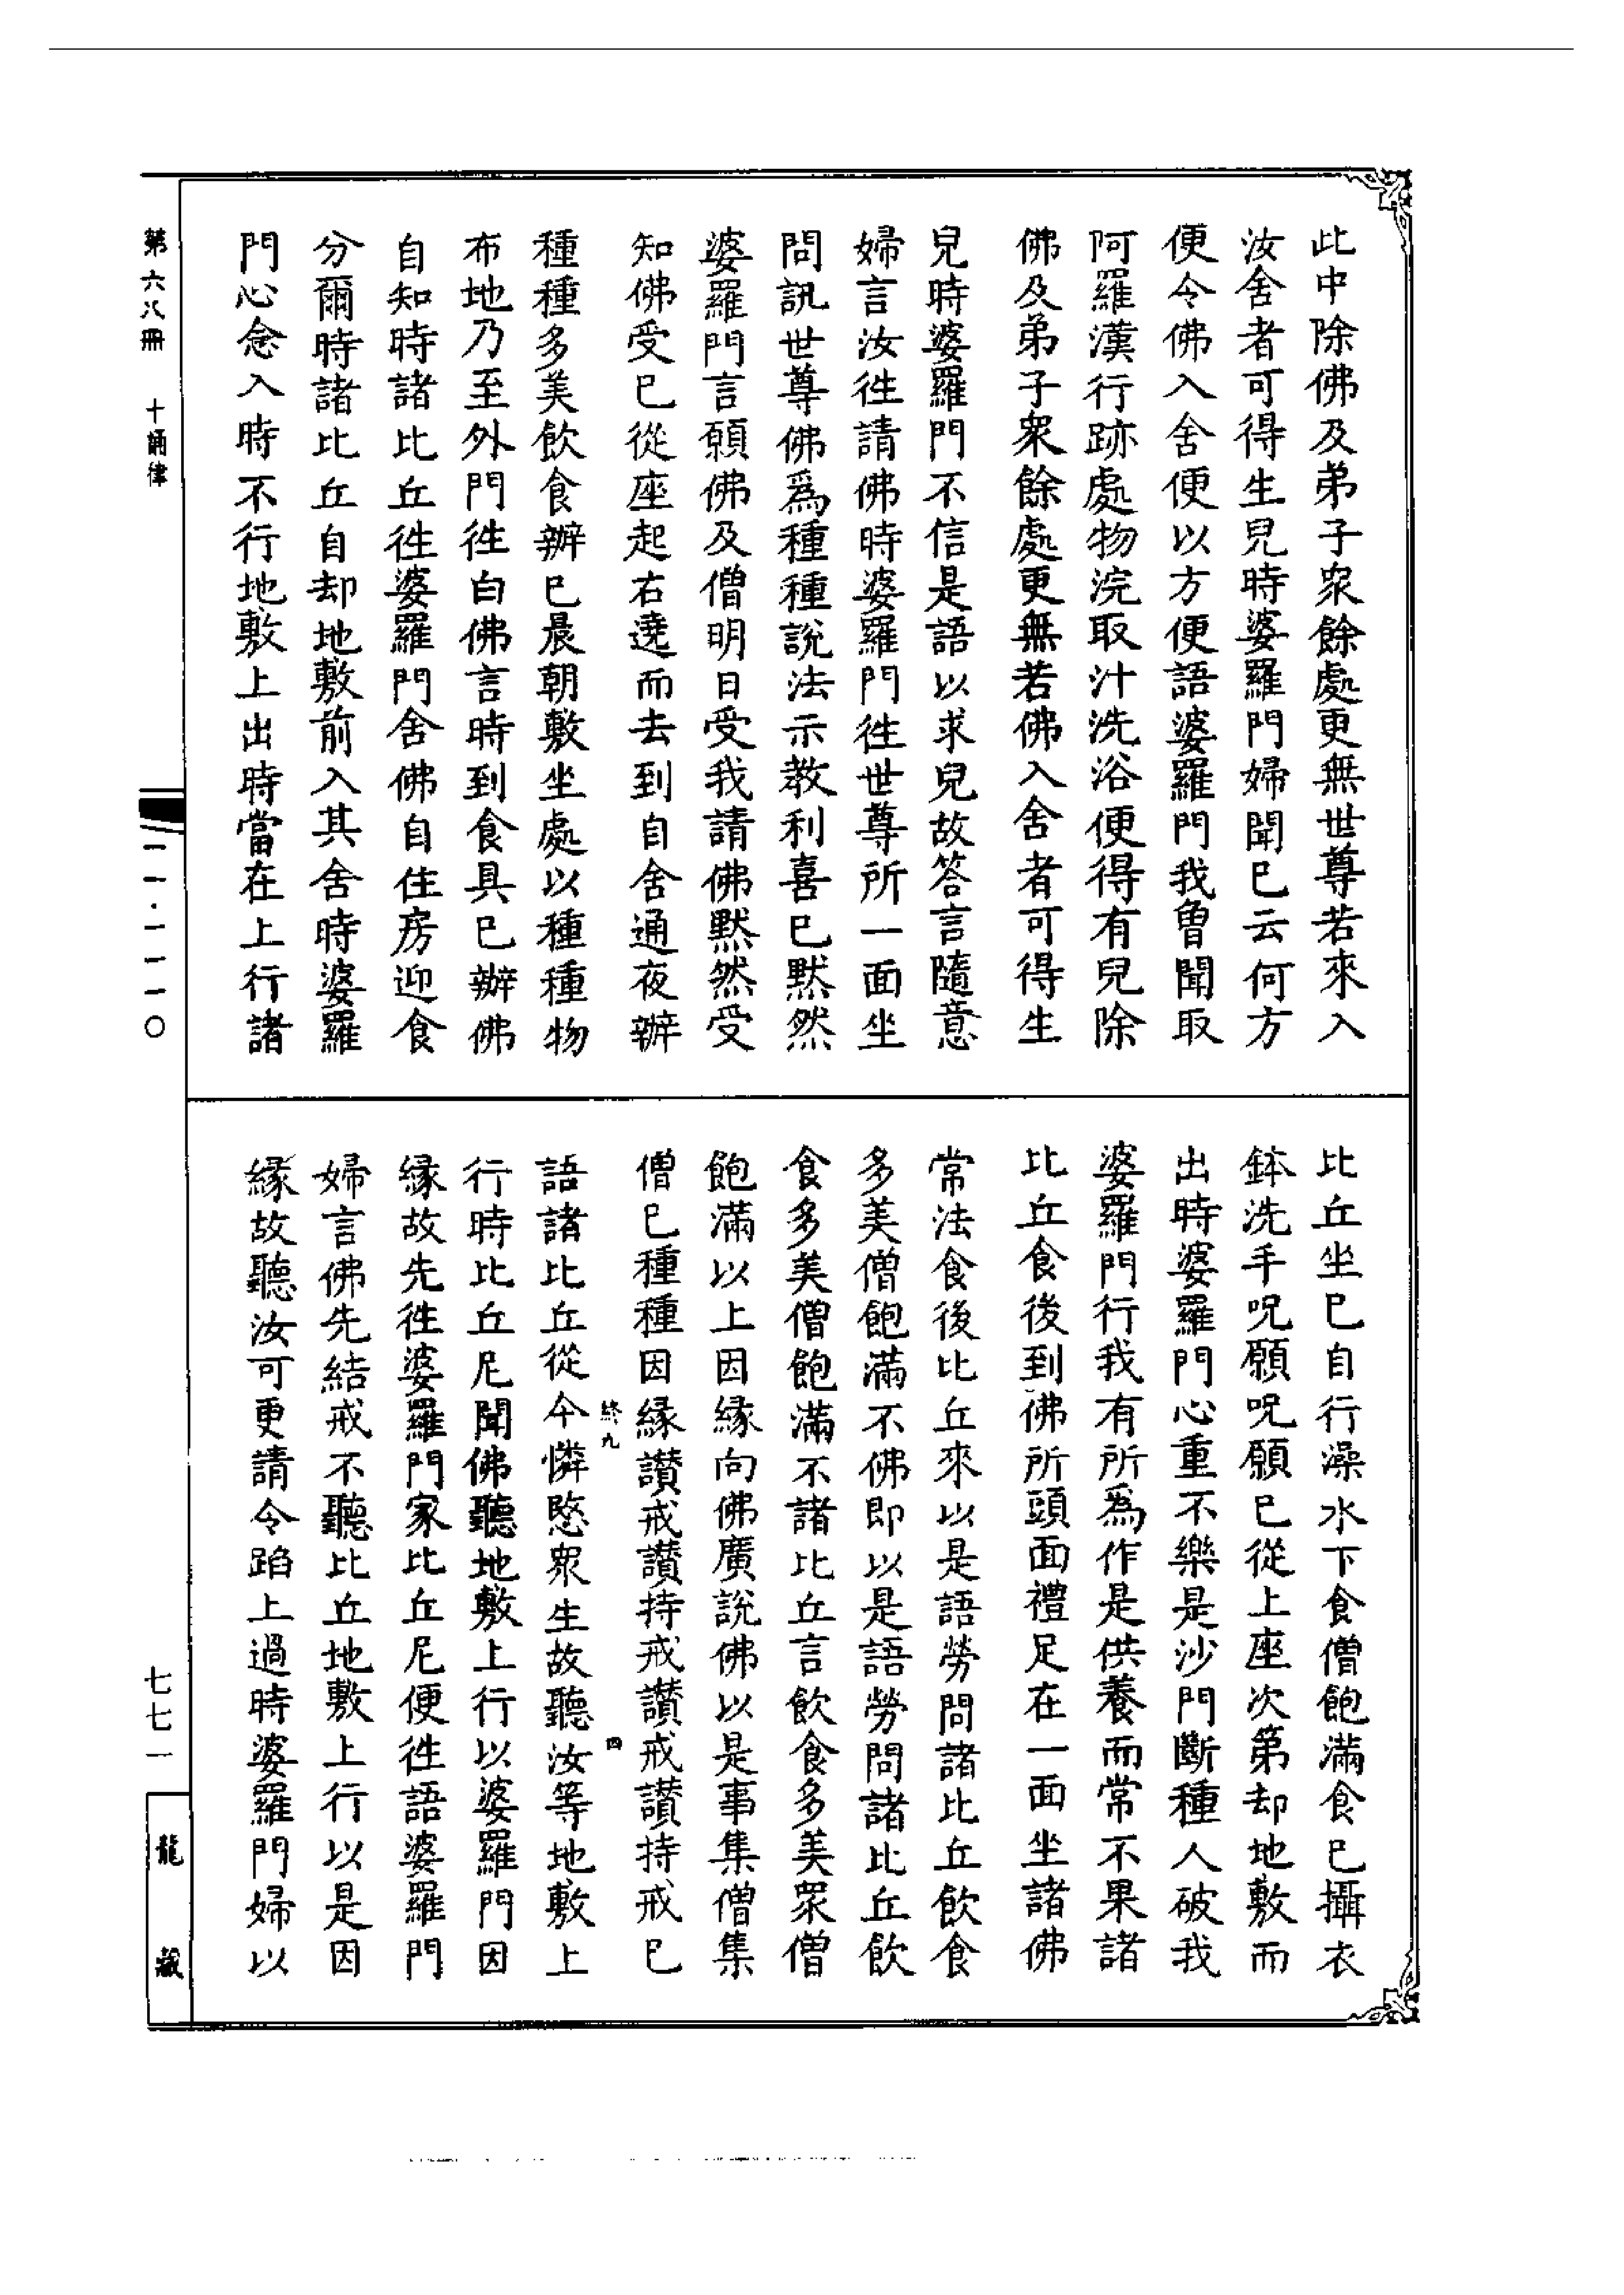 此中除佛及弟子眾餘處更無世尊若來入
汝舍者可得生兒時婆羅門婦聞已云何方
便令佛入舍便以方便語婆羅門我曾聞取
阿羅漢行跡處物浣取汁洗浴便得有兒除
佛及弟子眾餘處更無若佛入舍者可得生
兒時婆羅門不信是語以求兒故答言隨意
婦言汝往請佛時婆羅門往世尊所一面坐
問訊世尊佛爲種種說法示教利喜已默然
婆羅門言願佛及僧明日受我請佛默然受
知佛受已從座起右遶而去到自舍通夜辦
種種多美飲食辦已晨朝敷坐處以種種物
布地乃至外門往白佛言時到食具已辦佛
自知時諸比丘往婆羅門舍佛自住房迎食
分爾時諸比丘自却地敷前入其舍時婆羅
門心念入時不行地敷上出時當在上行諸
比丘坐已自行澡水下食僧飽滿食已攝衣
鉢洗手呪願呪願已從上座次第却地敷而
出時婆羅門心重不樂是沙門斷種人破我
婆羅門行我有所爲作是供養而常不果諸
比丘食後到佛所頭面禮足在一面坐諸佛
常法食後比丘來以是語勞問諸比丘飲食
多美僧飽滿不佛即以是語勞問諸比丘飲
食多美僧飽滿不諸比丘言飲食多美眾僧
飽滿以上因緣向佛廣說佛以是事集僧集
僧已種種因緣讚戒讚持戒讚戒讚持戒已
終九 四
語諸比丘從今憐愍眾生故聽汝等地敷上
行時比丘尼聞佛聽地敷上行以婆羅門因
緣故先往婆羅門家比丘尼便往語婆羅門
婦言佛先結戒不聽比丘地敷上行以是因
緣故聽汝可更請令蹈上過時婆羅門婦以
第六八冊 十誦律
一一·一一一〇
七七一
龍藏